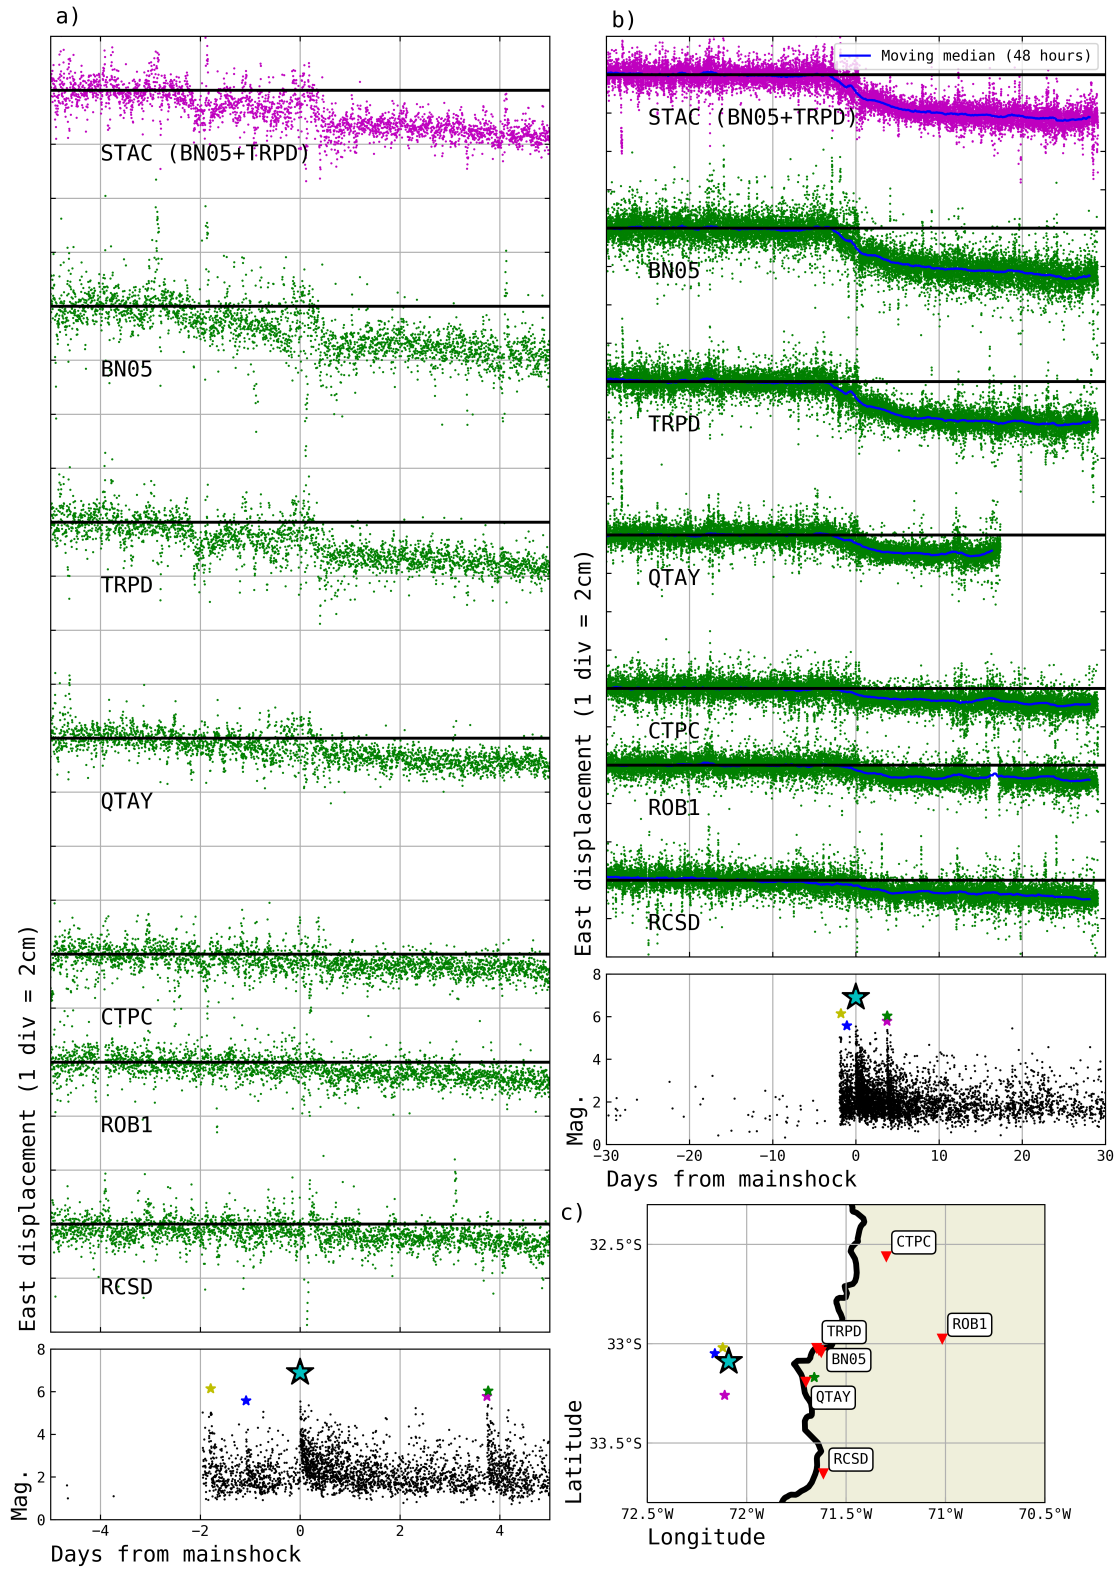 a)
STAC (BN05+TRPD)
BN05
TRPD
QTAY
CTPC
ROB1
RCSD
East displacement (1 div = 2cm)
8
6
4
2
0
Mag.
−4 −2 0 2 4
Days from mainshock
b)
Moving median (48 hours)
STAC (BN05+TRPD)
BN05
TRPD
QTAY
CTPC
ROB1
RCSD
East displacement (1 div = 2cm)
8
6
4
2
0
Mag.
−30 −20 −10 0 10 20 30
Days from mainshock
c)
32.5°S
33°S
33.5°S
Latitude
CTPC
ROB1
TRPD
BN05
QTAY
RCSD
72.5°W 72°W 71.5°W 71°W 70.5°W
Longitude